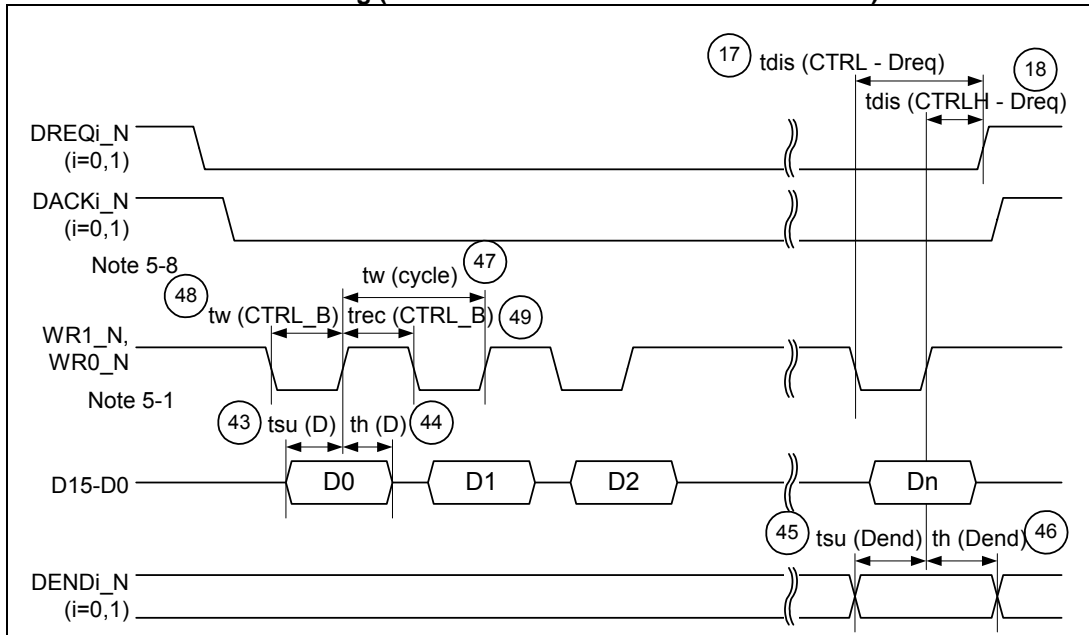 17 tdis (CTRL - Dreq)
18
tdis (CTRLH - Dreq)
DREQi_N
(i=0,1)
DACKi_N
(i=0,1)
Note 5-8
47
tw (cycle)
48
tw (CTRL_B) trec (CTRL_B) 49
WR1_N,
WR0_N
Note 5-1
43 tsu (D) th (D) 44
D15-D0 D0 D1 D2 Dn
45 tsu (Dend) th (Dend) 46
DENDi_N
(i=0,1)